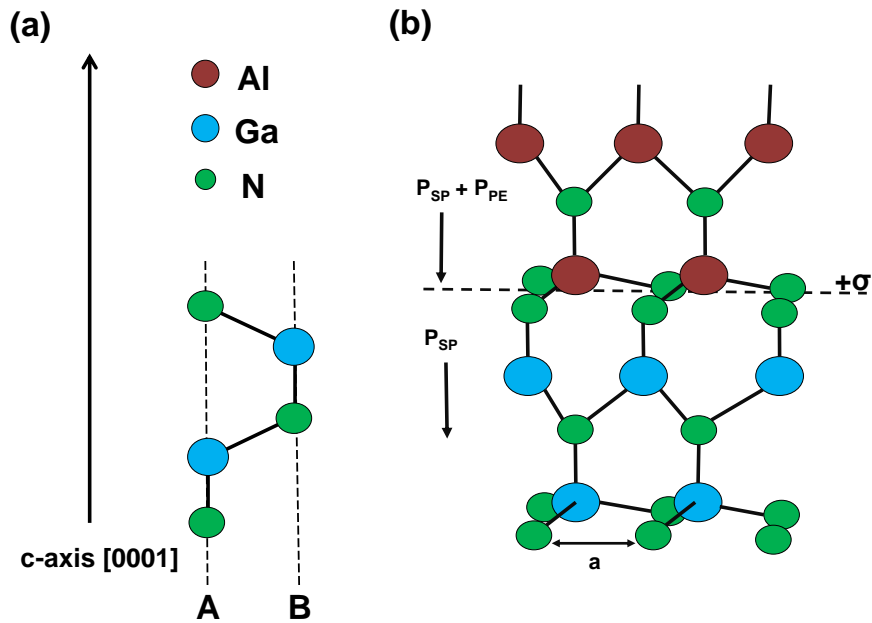 (a)
Al
Ga
N
c-axis [0001]
A
B
(b)
P_SP + P_PE
+σ
P_SP
a